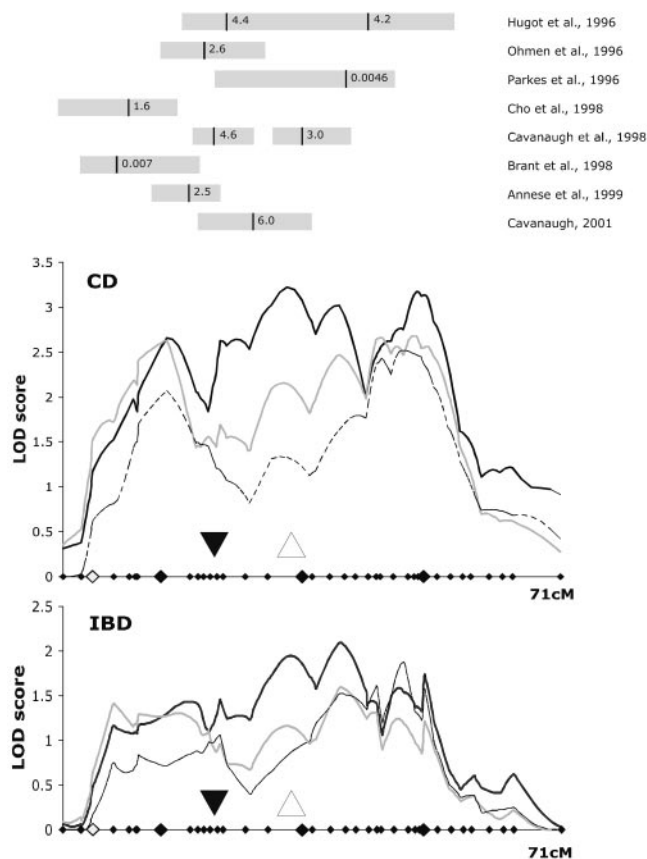 4.4 4.2 Hugot et al., 1996
2.6 Ohmen et al., 1996
0.0046 Parkes et al., 1996
1.6 Cho et al., 1998
4.6 3.0 Cavanaugh et al., 1998
0.007 Brant et al., 1998
2.5 Annese et al., 1999
6.0 Cavanaugh, 2001
3.5
CD
3
2.5
2
LOD score
1.5
1
0.5
0
71cM
2.5
IBD
2
1.5
LOD score
1
0.5
0
71cM